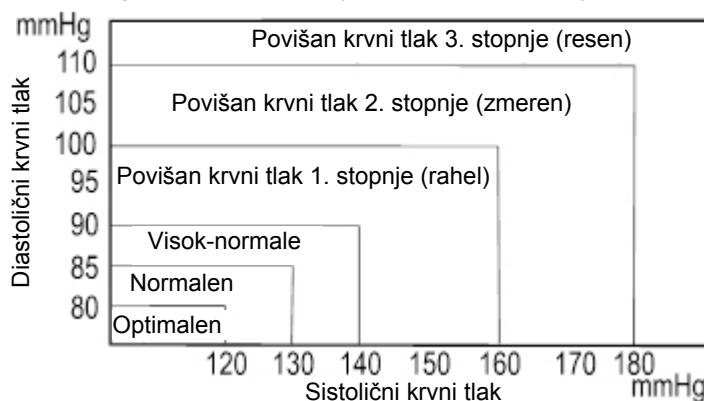 mmHg
Povišan krvni tlak 3. stopnje (resen)
110
Povišan krvni tlak 2. stopnje (zmeren)
105
100
Povišan krvni tlak 1. stopnje (rahel)
95
90
Visok-normale
85
Normalen
80
Optimalen
Diastolični krvni tlak
120 130 140 150 160 170 180
Sistolični krvni tlak
mmHg